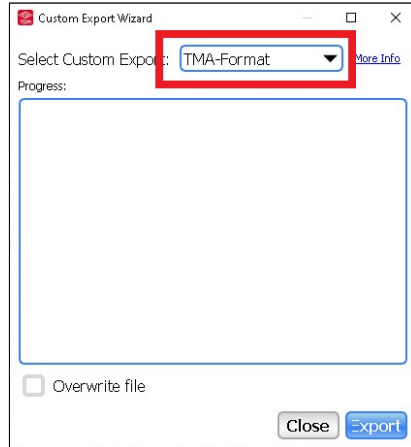 Custom Export Wizard
Select Custom Export: TMA-Format More Info
Progress:
Overwrite file
Close Export